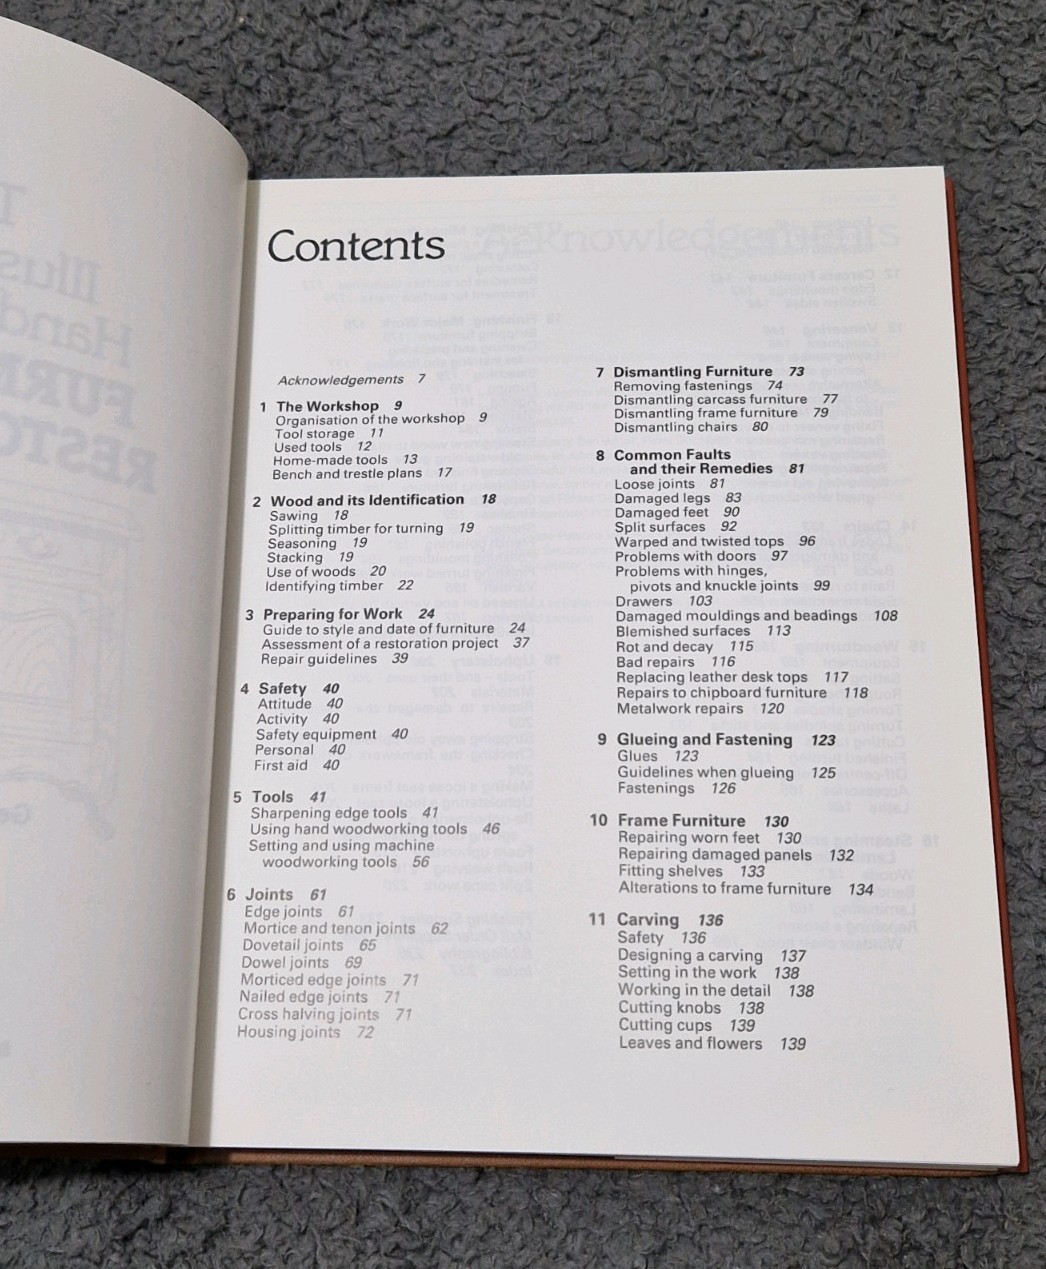 Contents
Acknowledgements 7
1 The Workshop 9
Organisation of the workshop 9
Tool storage 11
Used tools 12
Home-made tools 13
Bench and trestle plans 17
2 Wood and its Identification 18
Sawing 18
Splitting timber for turning 19
Seasoning 19
Stacking 19
Use of woods 20
Identifying timber 22
3 Preparing for Work 24
Guide to style and date of furniture 24
Assessment of a restoration project 37
Repair guidelines 39
4 Safety 40
Attitude 40
Activity 40
Safety equipment 40
Personal 40
First aid 40
5 Tools 41
Sharpening edge tools 41
Using hand woodworking tools 46
Setting and using machine
woodworking tools 56
6 Joints 61
Edge joints 61
Mortice and tenon joints 62
Dovetail joints 65
Dowel joints 69
Morticed edge joints 71
Nailed edge joints 71
Cross halving joints 71
Housing joints 72
7 Dismantling Furniture 73
Removing fastenings 74
Dismantling carcass furniture 77
Dismantling frame furniture 79
Dismantling chairs 80
8 Common Faults
and their Remedies 81
Loose joints 81
Damaged legs 83
Damaged feet 90
Split surfaces 92
Warped and twisted tops 96
Problems with doors 97
Problems with hinges,
pivots and knuckle joints 99
Drawers 103
Damaged mouldings and beadings 108
Blemished surfaces 113
Rot and decay 115
Bad repairs 116
Replacing leather desk tops 117
Repairs to chipboard furniture 118
Metalwork repairs 120
9 Glueing and Fastening 123
Glues 123
Guidelines when glueing 125
Fastenings 126
10 Frame Furniture 130
Repairing worn feet 130
Repairing damaged panels 132
Fitting shelves 133
Alterations to frame furniture 134
11 Carving 136
Safety 136
Designing a carving 137
Setting in the work 138
Working in the detail 138
Cutting knobs 138
Cutting cups 139
Leaves and flowers 139